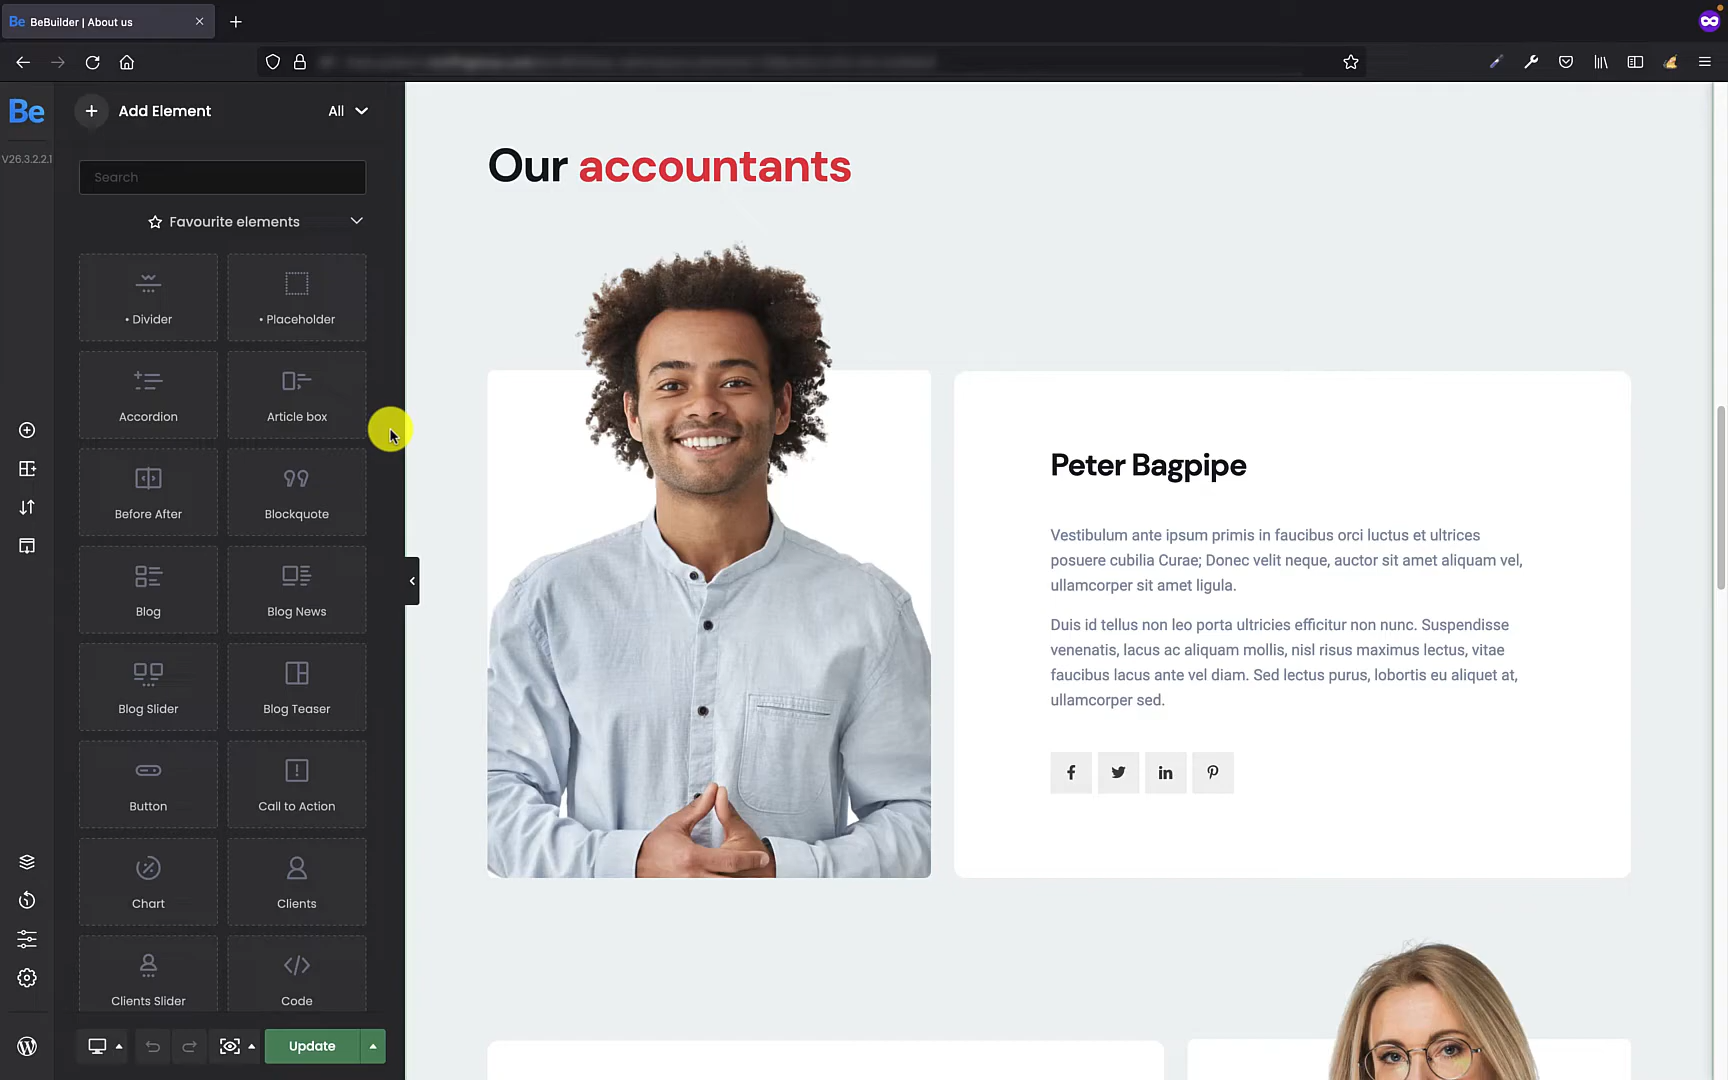 Be BeBuilder | About us
Be
V26.3.2.2.1
Add Element
All
Search
Favourite elements
• Divider
• Placeholder
Accordion
Article box
Before After
Blockquote
Blog
Blog News
Blog Slider
Blog Teaser
Button
Call to Action
Chart
Clients
Clients Slider
Code
Update
Our accountants
Peter Bagpipe
Vestibulum ante ipsum primis in faucibus orci luctus et ultrices
posuere cubilia Curae; Donec velit neque, auctor sit amet aliquam vel,
ullamcorper sit amet ligula.
Duis id tellus non leo porta ultricies efficitur non nunc. Suspendisse
venenatis, lacus ac aliquam mollis, nisl risus maximus lectus, vitae
faucibus lacus ante vel diam. Sed lectus purus, lobortis eu aliquet at,
ullamcorper sed.